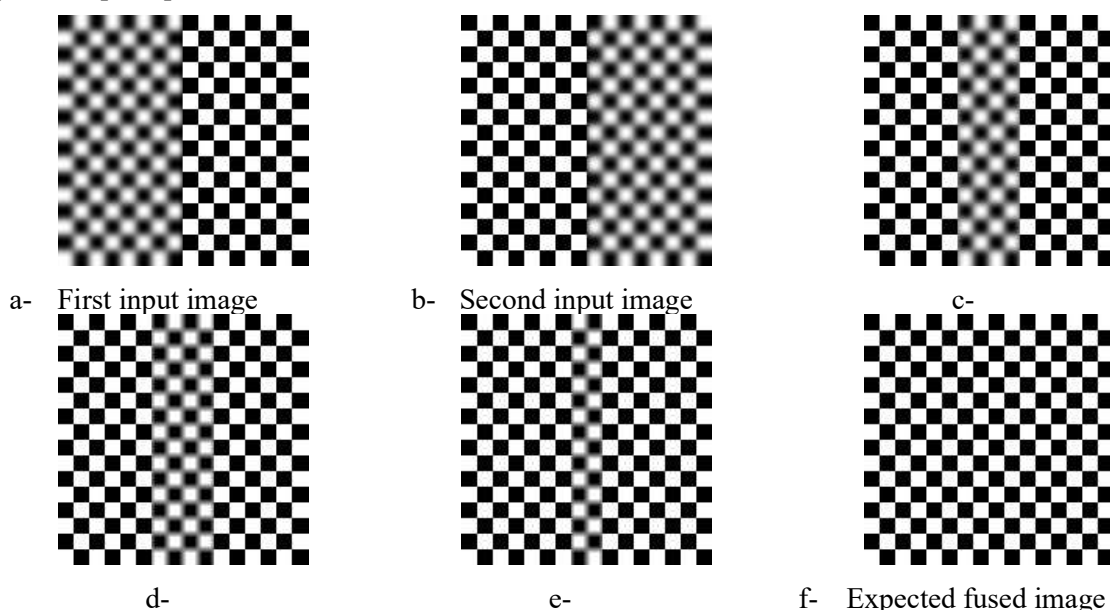 a- First input image b- Second input image c-
d- e- f- Expected fused image